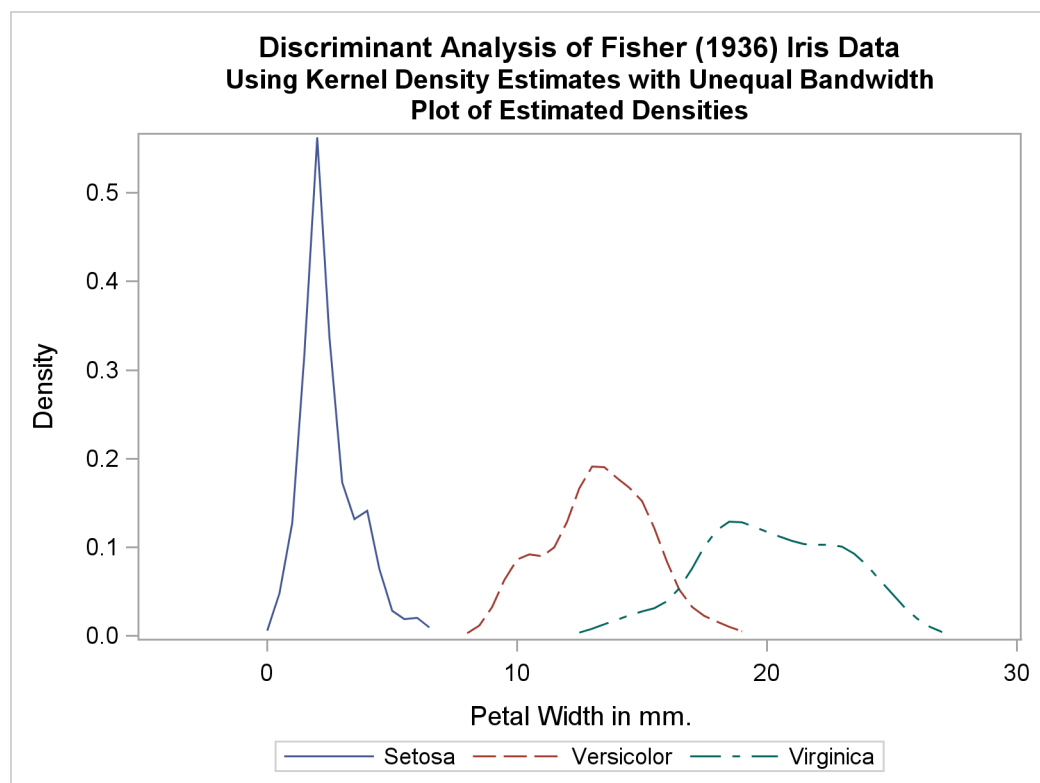 Discriminant Analysis of Fisher (1936) Iris Data
Using Kernel Density Estimates with Unequal Bandwidth
Plot of Estimated Densities
0.5
0.4
0.3
0.2
0.1
0.0
Density
0 10 20 30
Petal Width in mm.
Setosa Versicolor Virginica